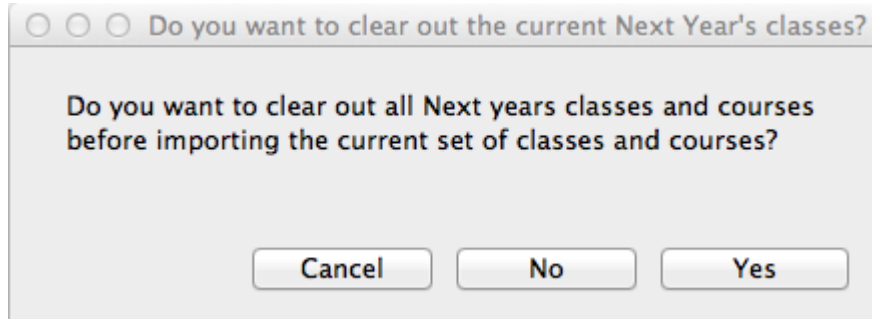 Do you want to clear out the current Next Year's classes?
Do you want to clear out all Next years classes and courses
before importing the current set of classes and courses?
Cancel No Yes